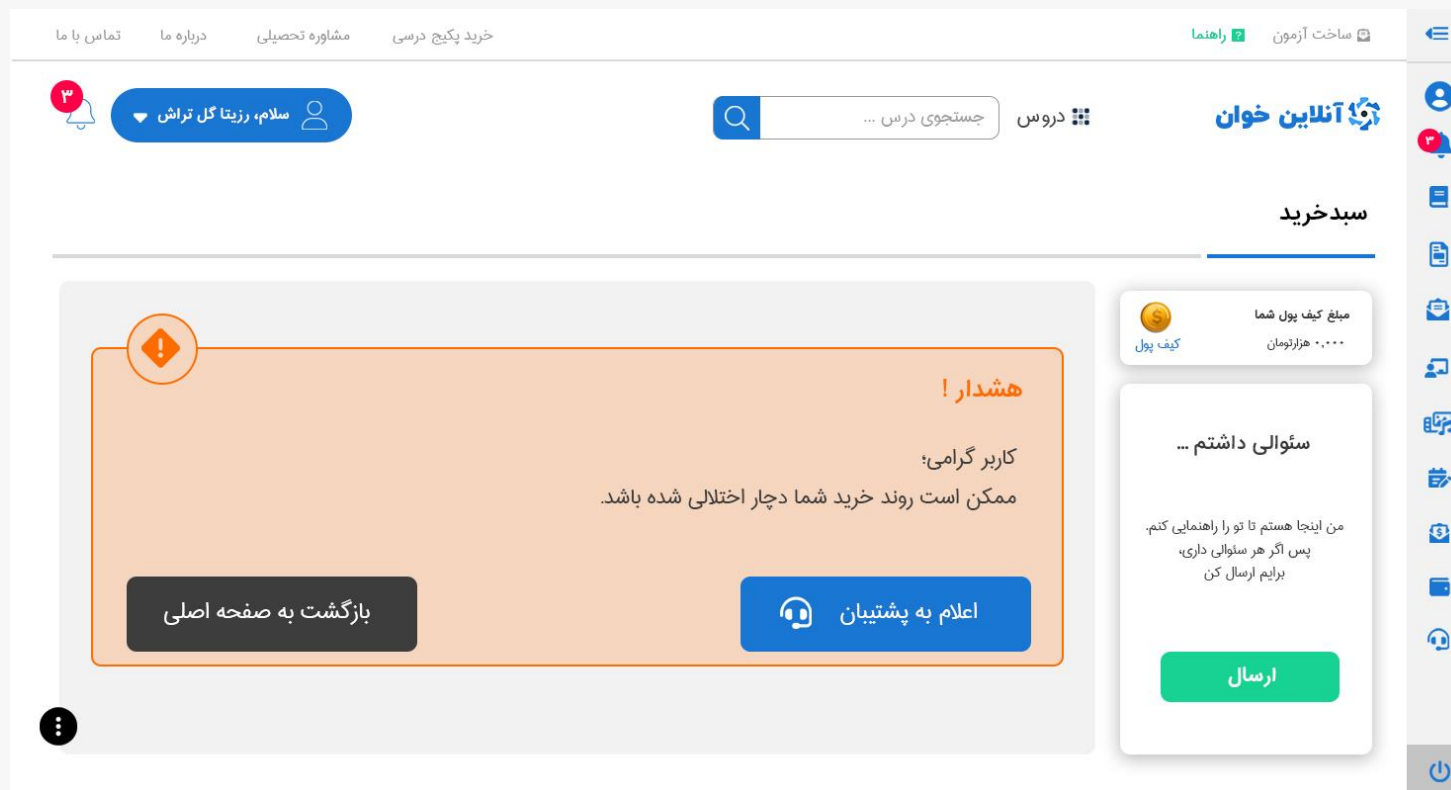 ساخت آزمون
راهنما
خرید پکیج درسی
مشاوره تحصیلی
درباره ما
تماس با ما
آنلاین خوان
دروس
جستجوی درس ...
سلام، رزیتا گل تراش
۳
۳
سبدخرید
مبلغ کیف پول شما
۰,۰۰۰ هزارتومان
کیف پول
سئوالی داشتم ...
من اینجا هستم تا تو را راهنمایی کنم.
پس اگر هر سئوالی داری،
برایم ارسال کن
ارسال
هشدار !
کاربر گرامی؛
ممکن است روند خرید شما دچار اختلالی شده باشد.
اعلام به پشتیبان
بازگشت به صفحه اصلی